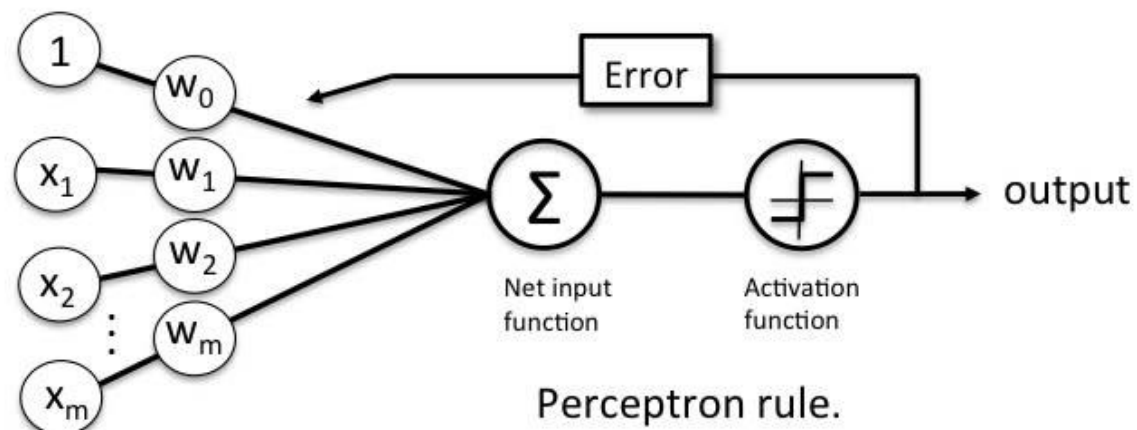 1
w₀
Error
x₁
w₁
Σ
output
x₂
w₂
Net input
function
Activation
function
⋮
wₘ
xₘ
Perceptron rule.